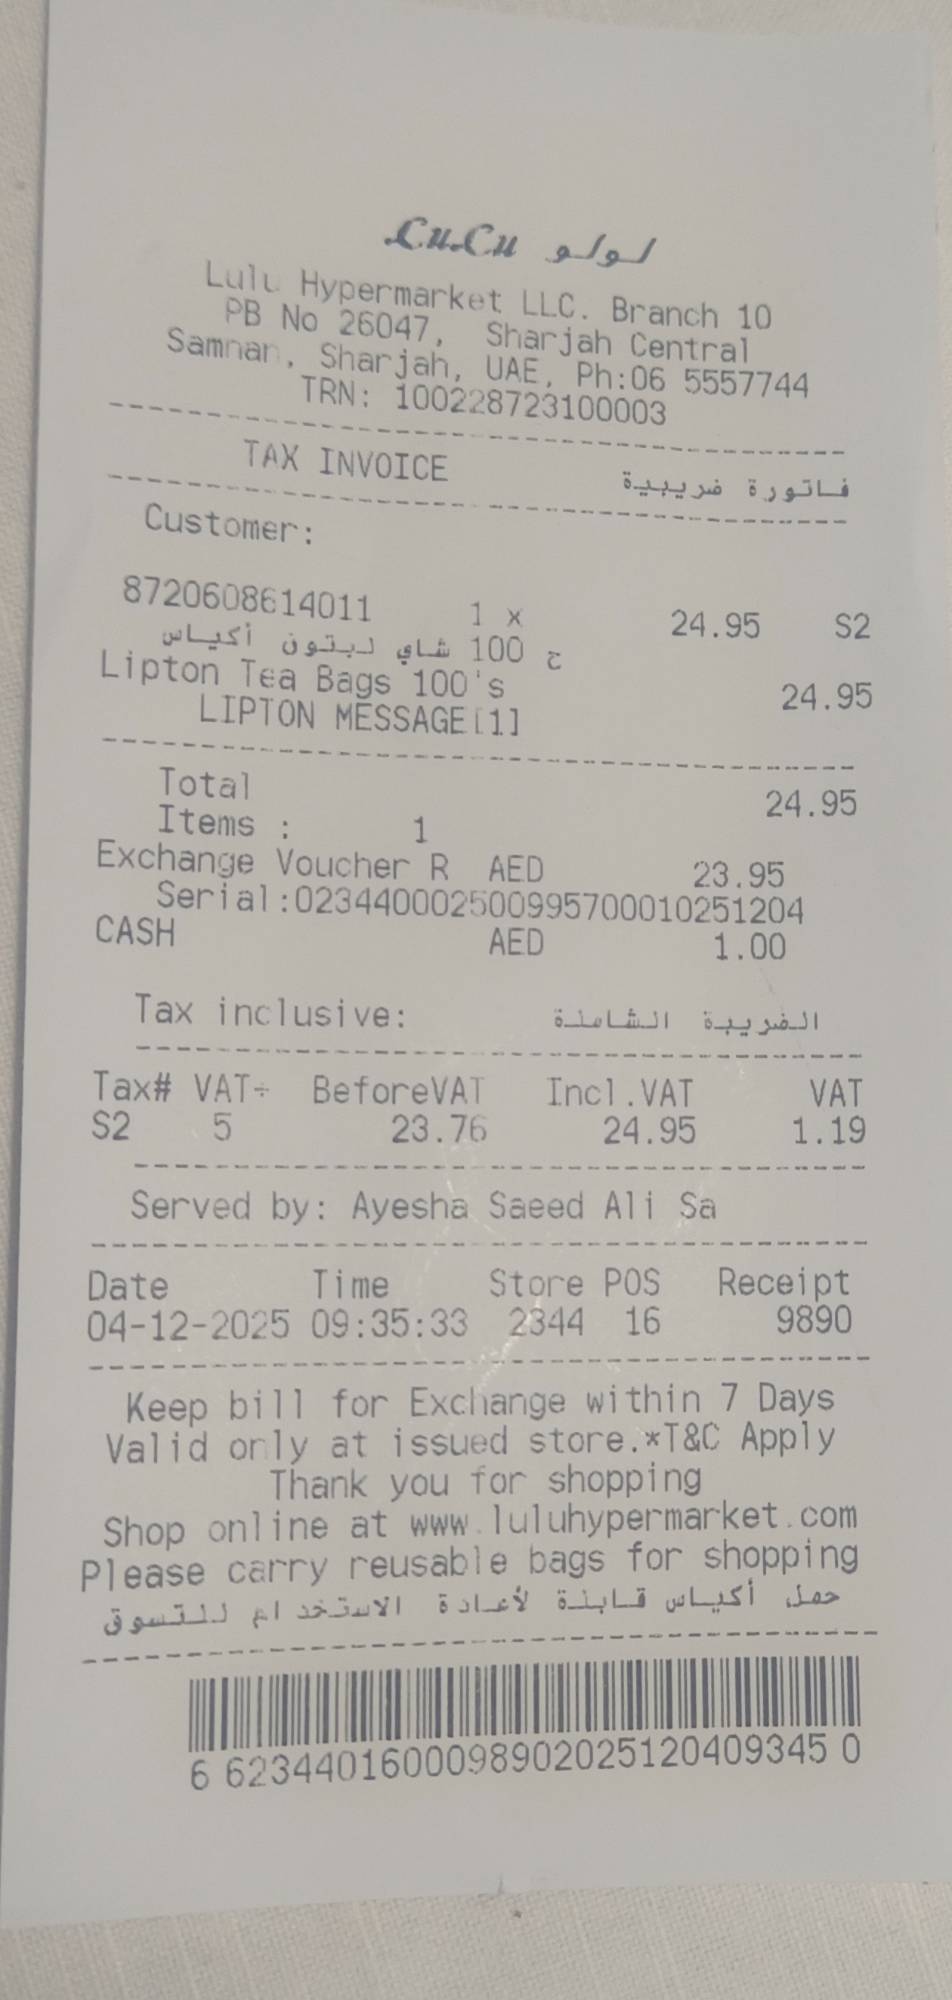 LuLu لولو
Lulu Hypermarket LLC. Branch 10
PB No 26047, Sharjah Central
Samnan, Sharjah, UAE, Ph:06 5557744
TRN: 100228723100003
TAX INVOICE فاتورة ضريبية
Customer:
8720608614011 1 x 24.95 S2
شاي لبتون أكياس 100 ح
Lipton Tea Bags 100's 24.95
LIPTON MESSAGE[1]
Total 24.95
Items : 1
Exchange Voucher R AED 23.95
Serial:023440002500995700010251204
CASH AED 1.00
Tax inclusive: الضريبة الشاملة
Tax# VAT÷ BeforeVAT Incl.VAT VAT
S2 5 23.76 24.95 1.19
Served by: Ayesha Saeed Ali Sa
Date Time Store POS Receipt
04-12-2025 09:35:33 2344 16 9890
Keep bill for Exchange within 7 Days
Valid only at issued store.*T&C Apply
Thank you for shopping
Shop online at www.luluhypermarket.com
Please carry reusable bags for shopping
حمل أكياس قابلة لأعادة الاستخدام للتسوق
6 6234401600098902025120409345 0